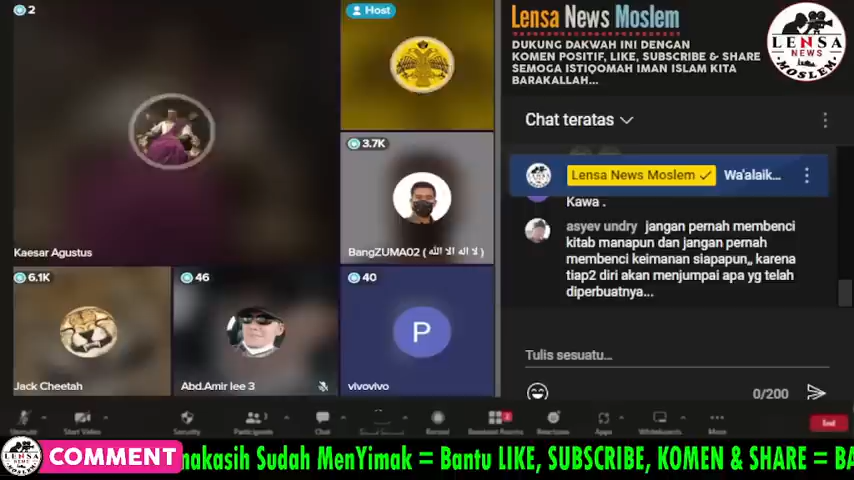 2
Host
Kaesar Agustus
3.7K
BangZUMA02 ( لا اله الا الله )
6.1K
Jack Cheetah
46
Abd.Amir lee 3
40
P
vivovivo
Lensa News Moslem
DUKUNG DAKWAH INI DENGAN
KOMEN POSITIF, LIKE, SUBSCRIBE & SHARE
SEMOGA ISTIQOMAH IMAN ISLAM KITA
BARAKALLAH...
LENSA
NEWS
MOSLEM
Chat teratas
Lensa News Moslem Wa'alaik...
Kawa .
asyev undry jangan pernah membenci
kitab manapun dan jangan pernah
membenci keimanan siapapun,, karena
tiap2 diri akan menjumpai apa yg telah
diperbuatnya...
Tulis sesuatu...
0/200
Unmute
Start Video
Security
Participants
Chat
Record
Breakout Rooms
Reactions
Apps
Whiteboards
More
End
LENSA
NEWS
MOSLEM
COMMENT
makasih Sudah MenYimak = Bantu LIKE, SUBSCRIBE, KOMEN & SHARE = BA